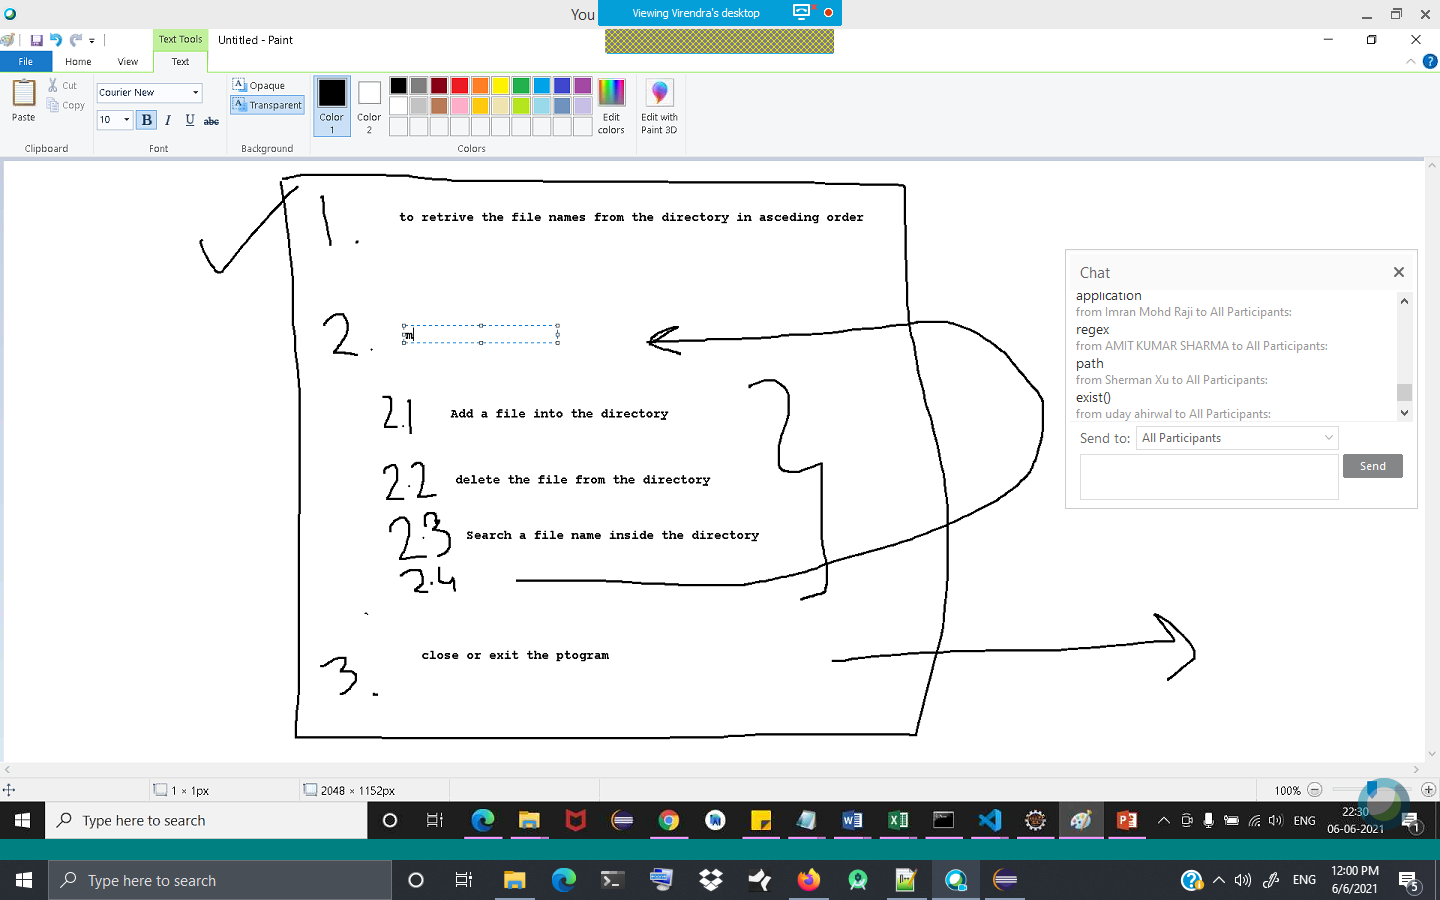 You
Viewing Virendra's desktop
Text Tools
Untitled - Paint
File
Home
View
Text
Cut
Copy
Paste
Clipboard
Courier New
10
B
I
U
abc
Font
Opaque
Transparent
Background
Color 1
Color 2
Edit colors
Edit with Paint 3D
Colors
1. to retrive the file names from the directory in asceding order
2. m
2.1 Add a file into the directory
2.2 delete the file from the directory
2.3 Search a file name inside the directory
2.4
3. close or exit the ptogram
Chat
application
from Imran Mohd Raji to All Participants:
regex
from AMIT KUMAR SHARMA to All Participants:
path
from Sherman Xu to All Participants:
exist()
from uday ahirwal to All Participants:
Send to: All Participants
Send
1 × 1px
2048 × 1152px
100%
Type here to search
ENG
22:30
06-06-2021
1
Type here to search
ENG
12:00 PM
6/6/2021
5